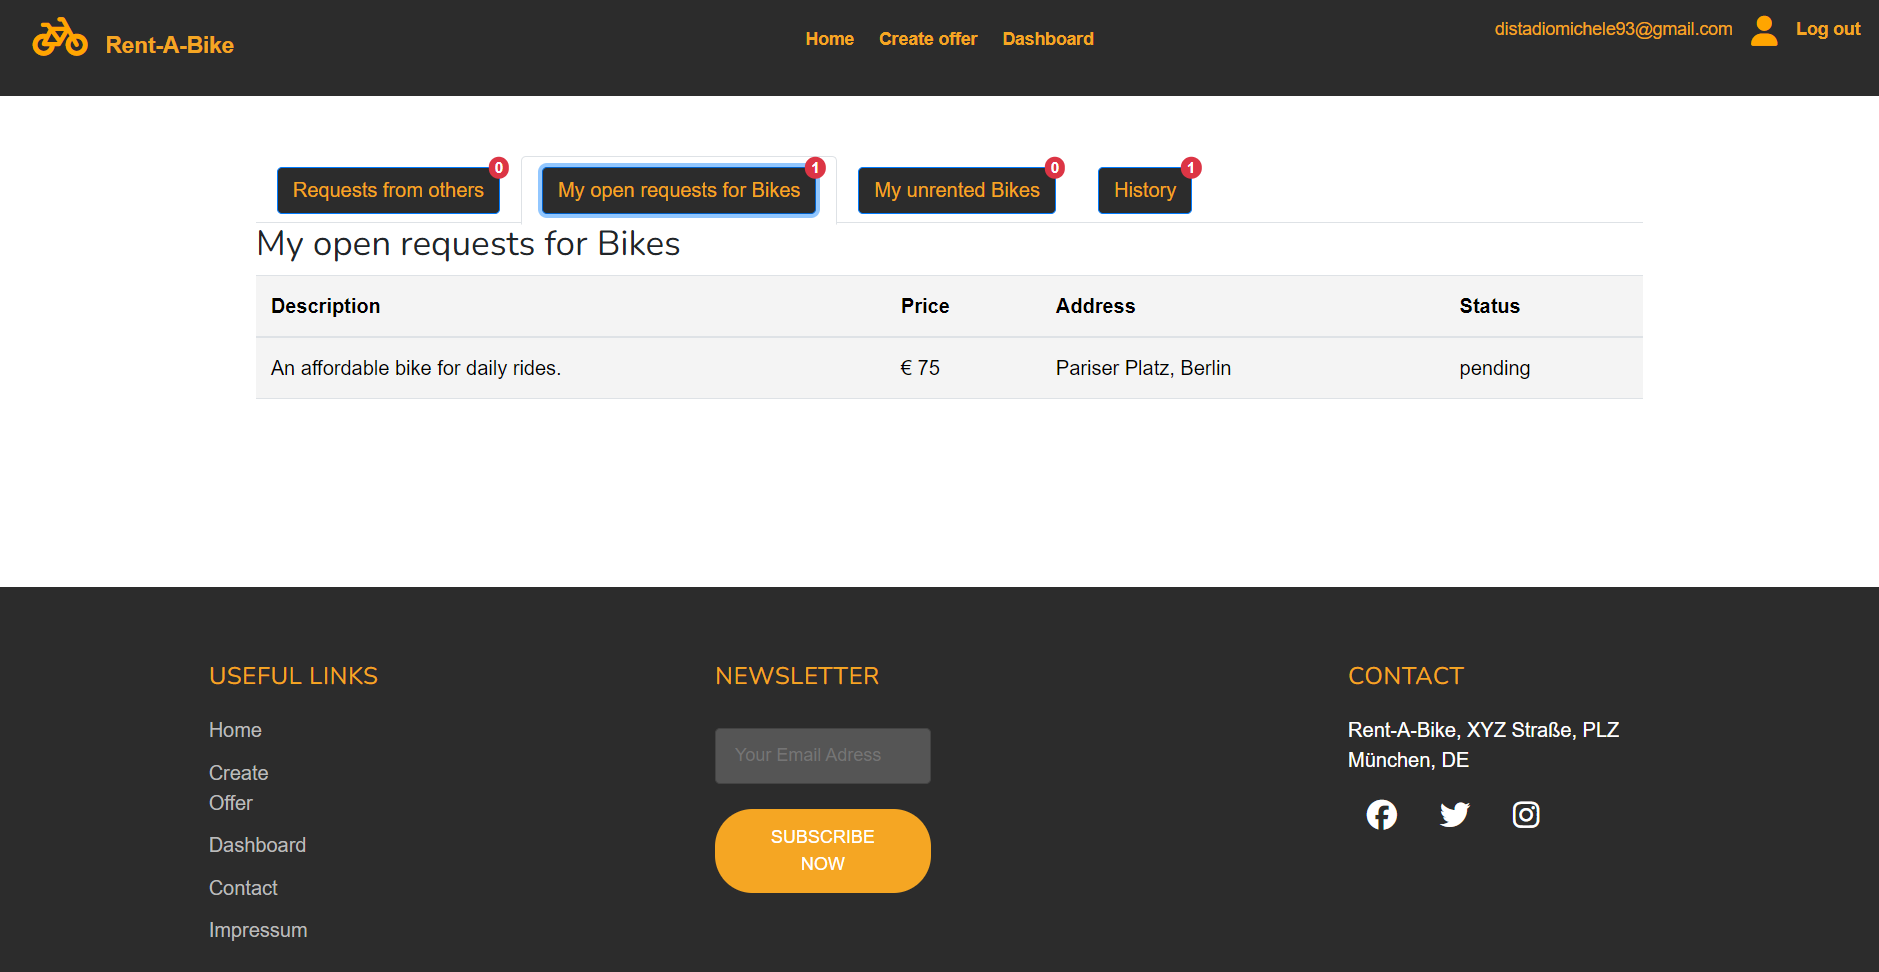 Rent-A-Bike
Home Create offer Dashboard
distadiomichele93@gmail.com Log out
Requests from others 0
My open requests for Bikes 1
My unrented Bikes 0
History 1
My open requests for Bikes
Description Price Address Status
An affordable bike for daily rides. € 75 Pariser Platz, Berlin pending
USEFUL LINKS
Home
Create
Offer
Dashboard
Contact
Impressum
NEWSLETTER
Your Email Adress
SUBSCRIBE
NOW
CONTACT
Rent-A-Bike, XYZ Straße, PLZ
München, DE